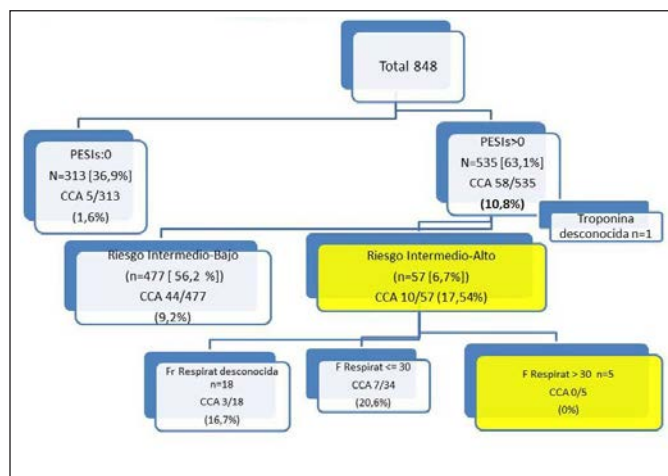 Total 848
PESIs:0
N=313 [36,9%]
CCA 5/313
(1,6%)
PESIs>0
N=535 [63,1%]
CCA 58/535
(10,8%)
Troponina
desconocida n=1
Riesgo Intermedio-Bajo
(n=477 [ 56,2 %])
CCA 44/477
(9,2%)
Riesgo Intermedio-Alto
(n=57 [6,7%])
CCA 10/57 (17,54%)
Fr Respirat desconocida
n=18
CCA 3/18
(16,7%)
F Respirat <= 30
CCA 7/34
(20,6%)
F Respirat > 30 n=5
CCA 0/5
(0%)